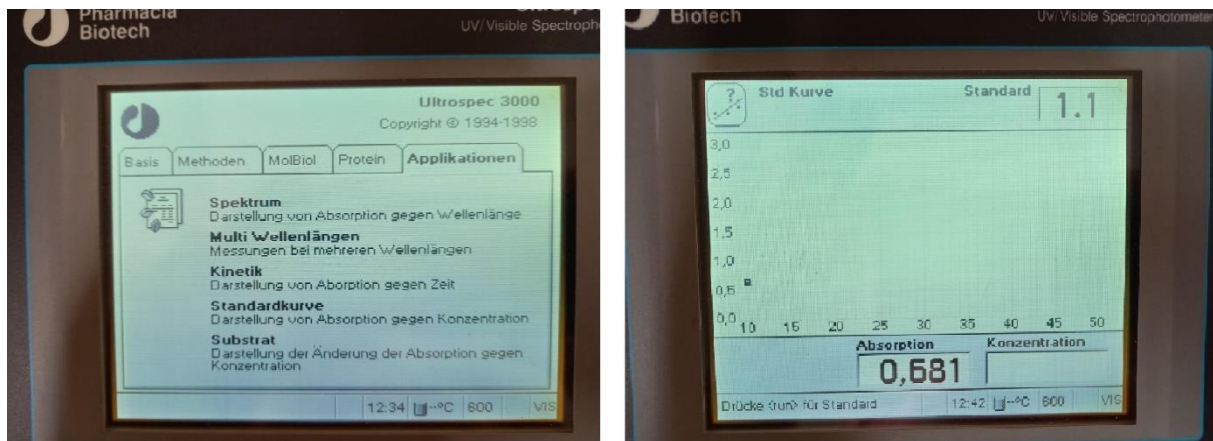 Pharmacia
Biotech
UV/Visible Spectroph
Ultrospec 3000
Copyright © 1994-1998
Basis
Methoden
MolBiol
Protein
Applikationen
Spektrum
Darstellung von Absorption gegen Wellenlänge
Multi Wellenlängen
Messungen bei mehreren Wellenlängen
Kinetik
Darstellung von Aborption gegen Zeit
Standardkurve
Darstellung von Absorption gegen Konzentration
Substrat
Darstellung der Änderung der Absorption gegen
Konzentration
12:34 --°C 600 VIS
Biotech
UV/Visible Spectrophotometer
?
Std Kurve
Standard 1.1
3,0
2,5
2,0
1,5
1,0
0,5
0,0
10 15 20 25 30 35 40 45 50
Absorption Konzentration
0,681
Drücke <run> für Standard 12:42 --°C 600 VIS